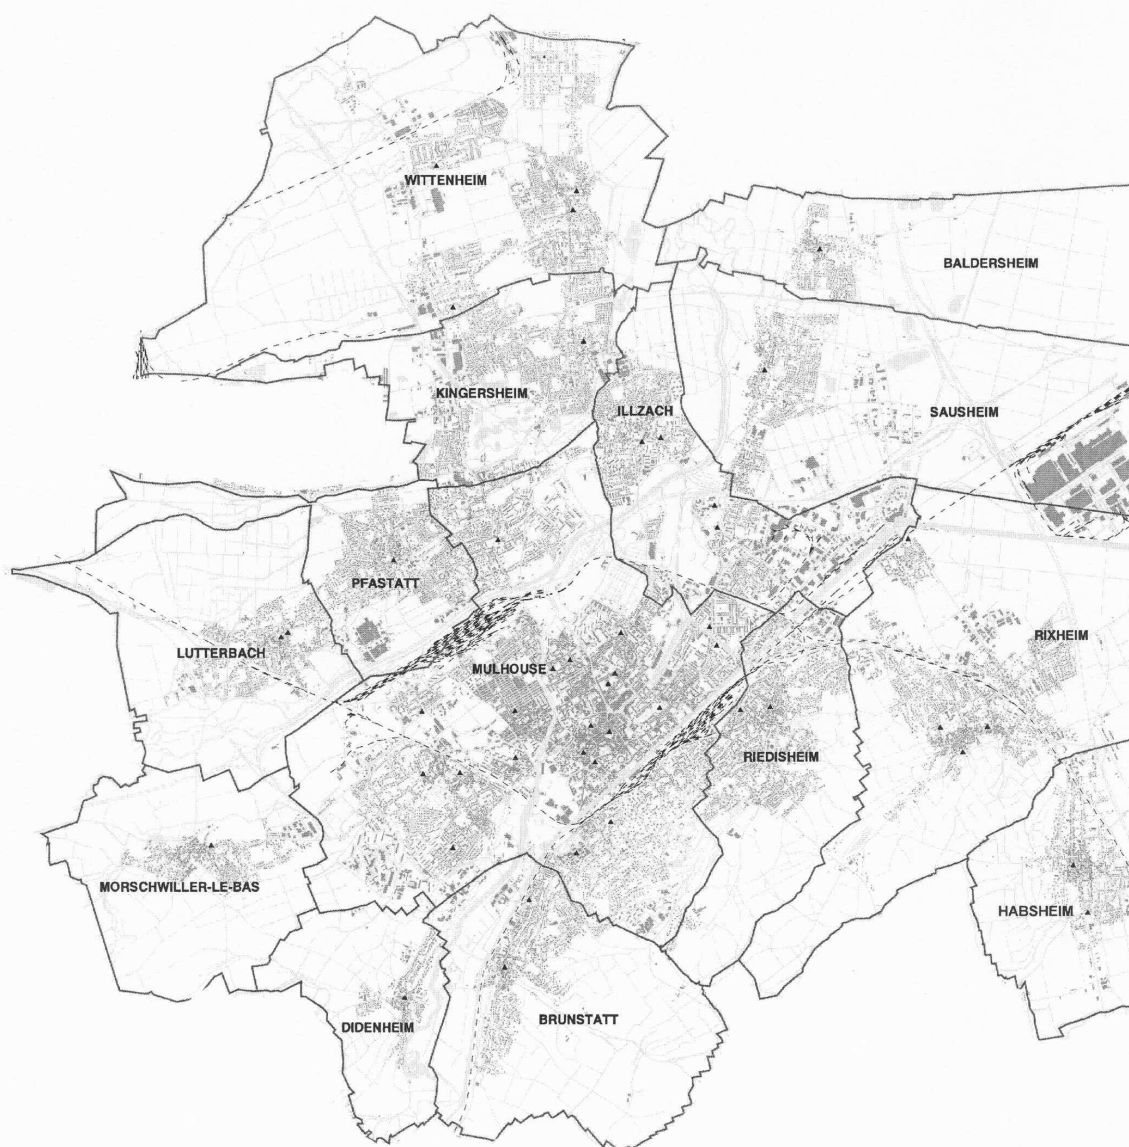 WITTENHEIM
BALDERSHEIM
KINGERSHEIM
ILLZACH
SAUSHEIM
PFASTATT
RIXHEIM
LUTTERBACH
MULHOUSE
RIEDISHEIM
MORSCHWILLER-LE-BAS
HABSHEIM
DIDENHEIM
BRUNSTATT